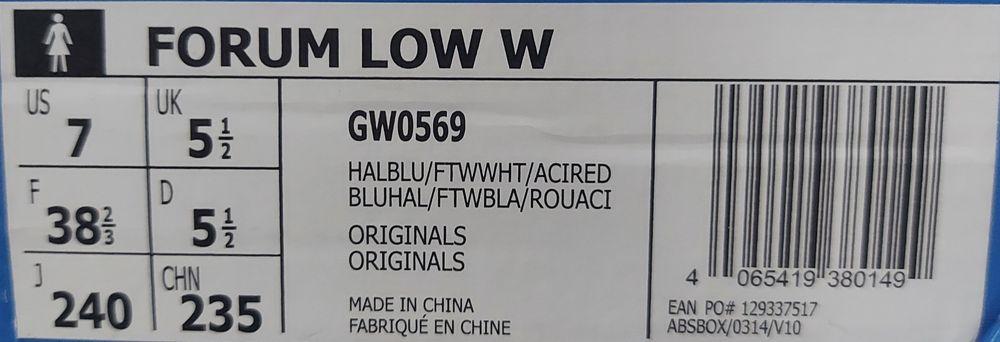 FORUM LOW W
US 7
UK 5 1/2
F 38 2/3
D 5 1/2
J 240
CHN 235
GW0569
HALBLU/FTWWHT/ACIRED
BLUHAL/FTWBLA/ROUACI
ORIGINALS
ORIGINALS
MADE IN CHINA
FABRIQUÉ EN CHINE
4 065419 380149
EAN PO# 129337517
ABSBOX/0314/V10